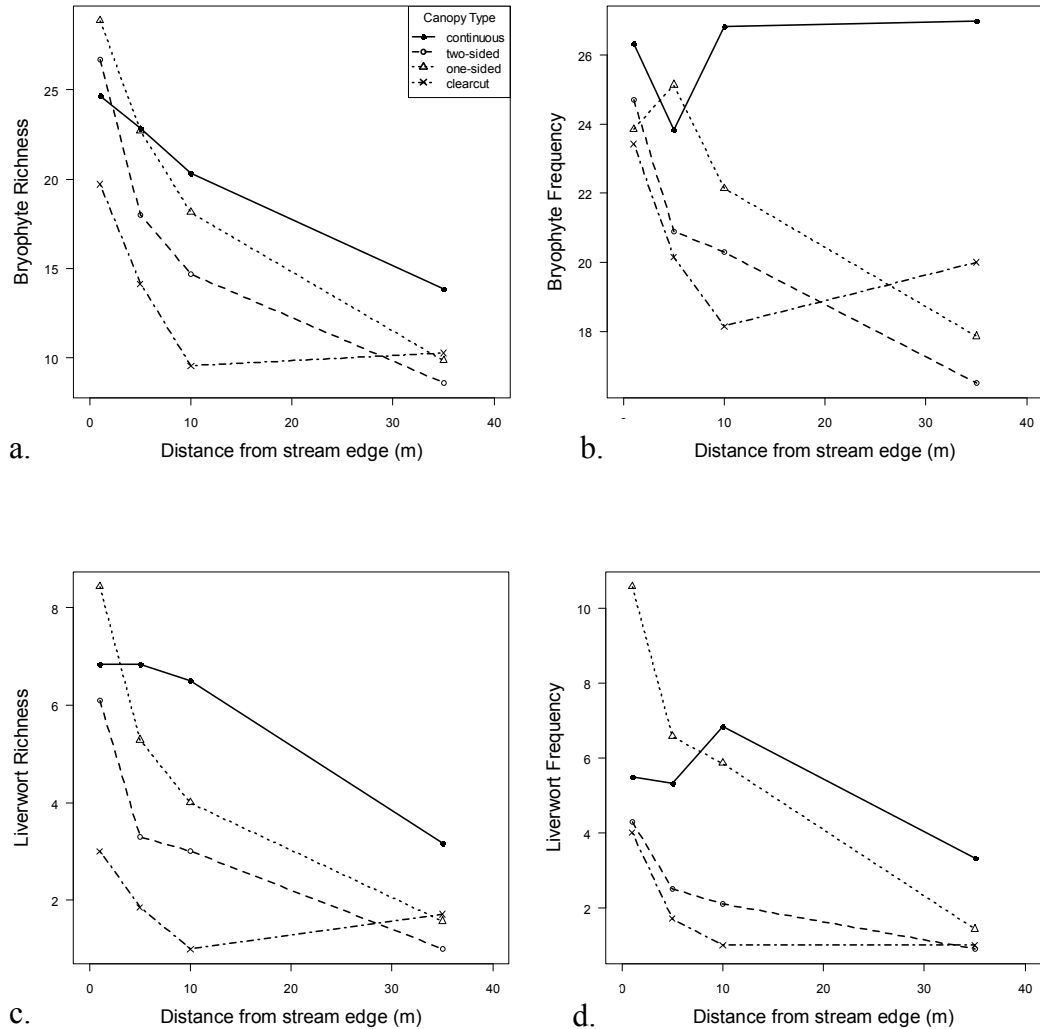 Canopy Type
continuous
two-sided
one-sided
clearcut
Bryophyte Richness
25
20
15
10
0 10 20 30 40
Distance from stream edge (m)
a.
Bryophyte Frequency
26
24
22
20
18
10 20 30 40
Distance from stream edge (m)
b.
Liverwort Richness
8
6
4
2
0 10 20 30 40
Distance from stream edge (m)
c.
Liverwort Frequency
10
8
6
4
2
0 10 20 30 40
Distance from stream edge (m)
d.